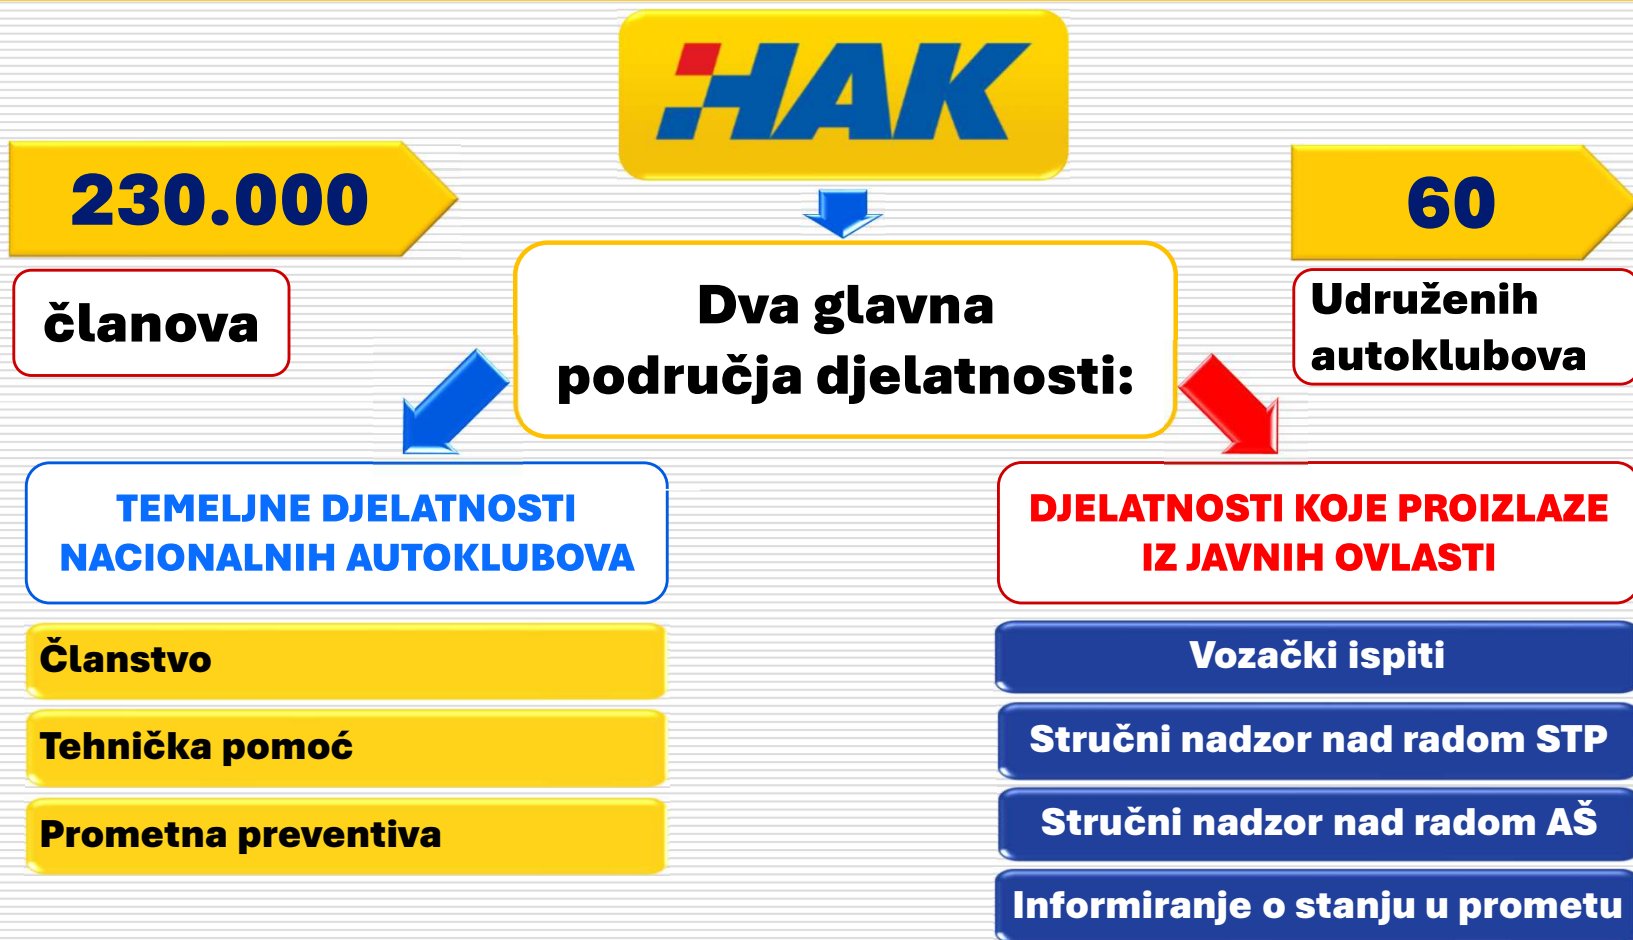 HAK
230.000
članova
60
Udruženih
autoklubova
Dva glavna
područja djelatnosti:
TEMELJNE DJELATNOSTI
NACIONALNIH AUTOKLUBOVA
Članstvo
Tehnička pomoć
Prometna preventiva
DJELATNOSTI KOJE PROIZLAZE
IZ JAVNIH OVLASTI
Vozački ispiti
Stručni nadzor nad radom STP
Stručni nadzor nad radom AŠ
Informiranje o stanju u prometu